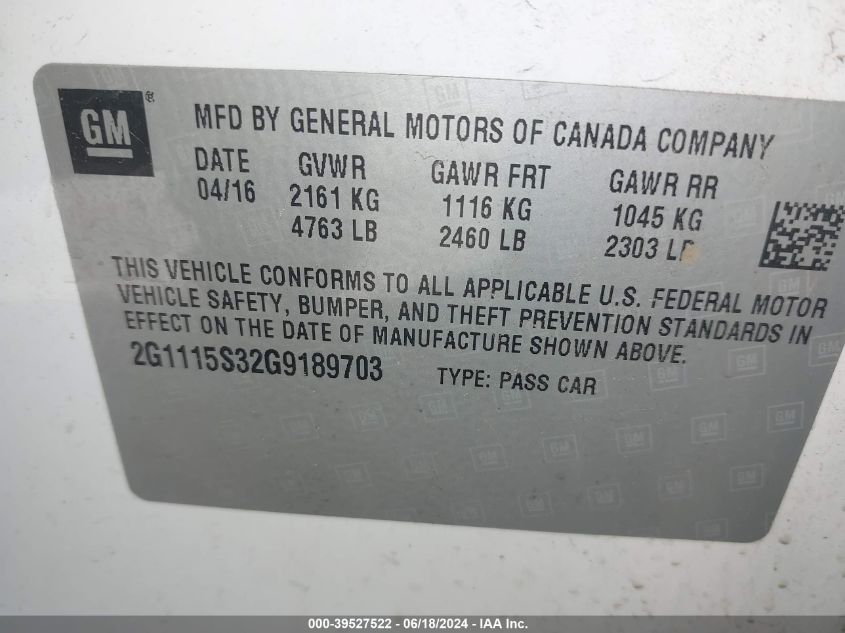 GM ®
MFD BY GENERAL MOTORS OF CANADA COMPANY
DATE GVWR GAWR FRT GAWR RR
04/16 2161 KG 1116 KG 1045 KG
4763 LB 2460 LB 2303
THIS VEHICLE CONFORMS TO ALL APPLICABLE U.S. FEDERAL MOTOR
VEHICLE SAFETY, BUMPER, AND THEFT PREVENTION STANDARDS IN
EFFECT ON THE DATE OF MANUFACTURE SHOWN ABOVE.
2G1115S32G9189703 TYPE: PASS CAR
000-39527522 - 06/18/2024 - IAA Inc.